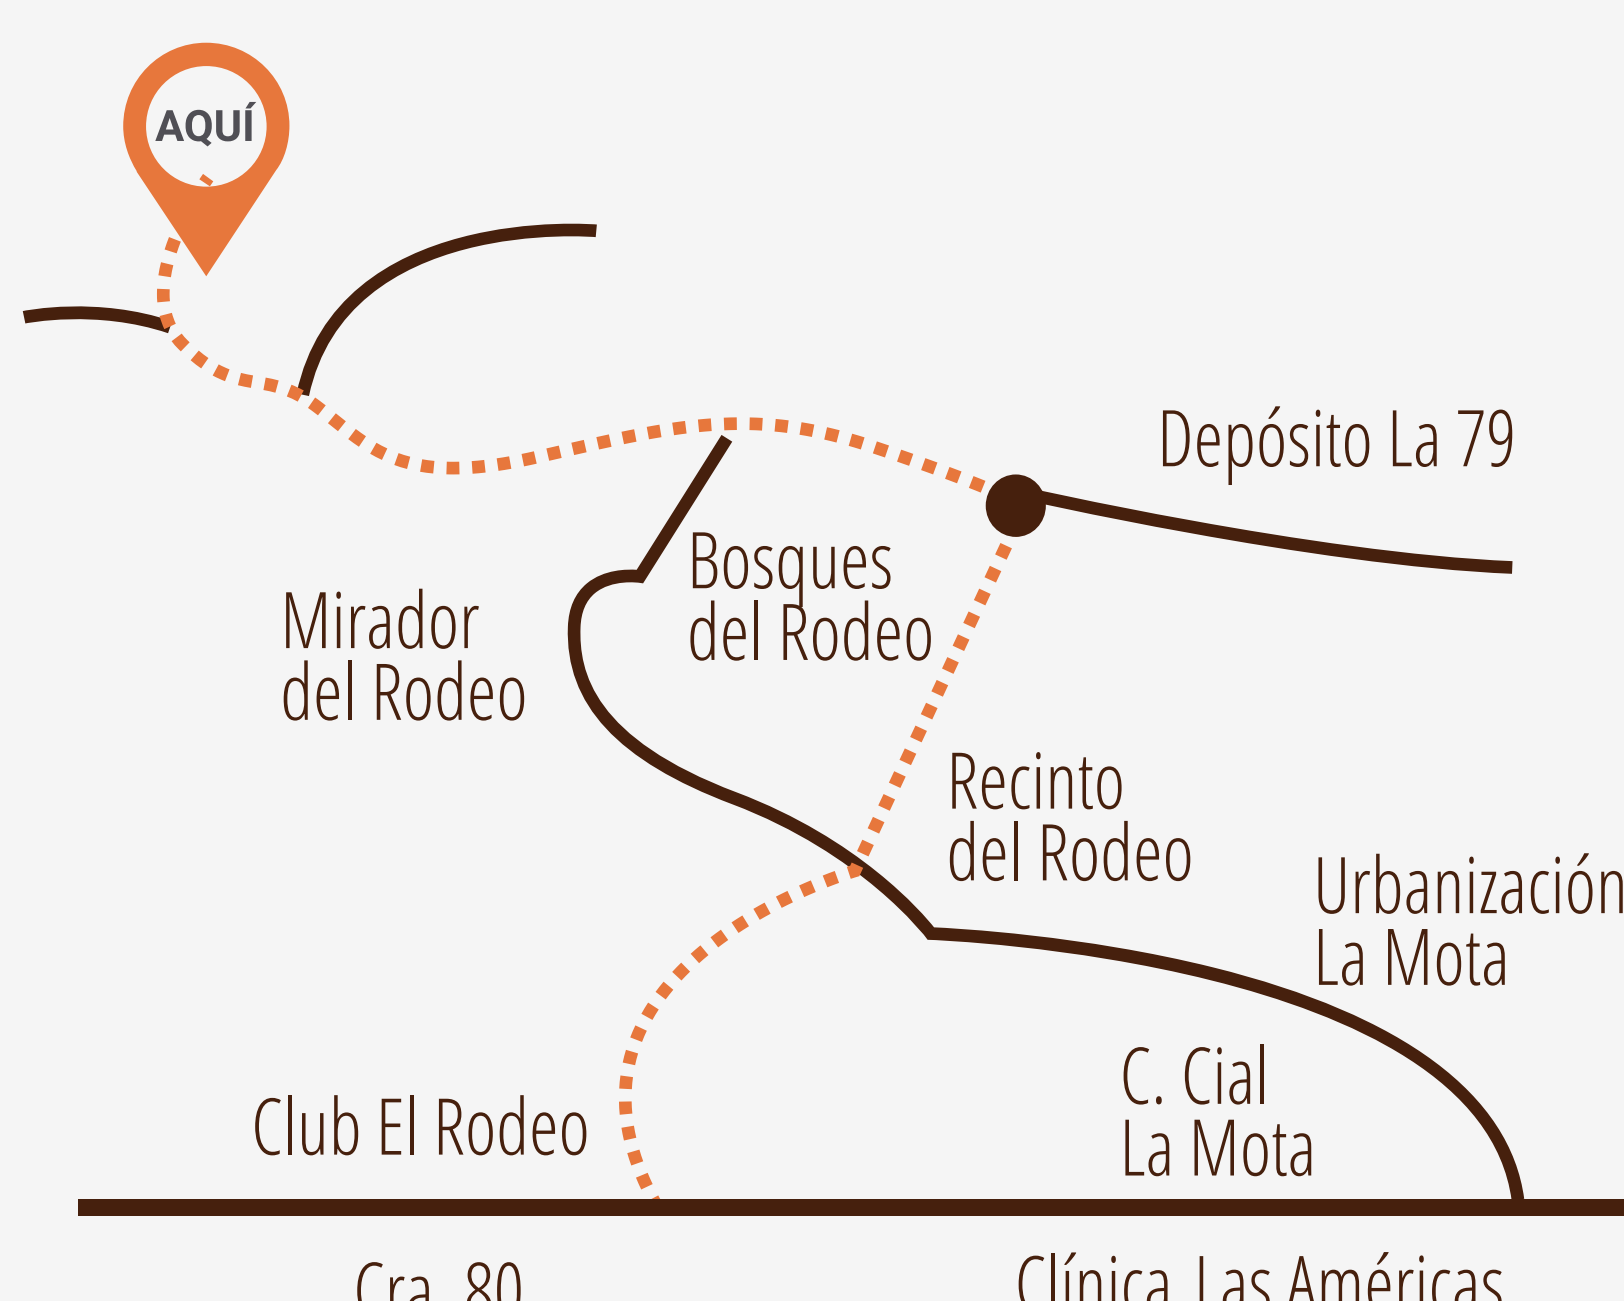 AQUÍ
Depósito La 79
Bosques
del Rodeo
Mirador
del Rodeo
Recinto
del Rodeo
Urbanización
La Mota
C. Cial
La Mota
Club El Rodeo
Cra. 80
Clínica Las Américas